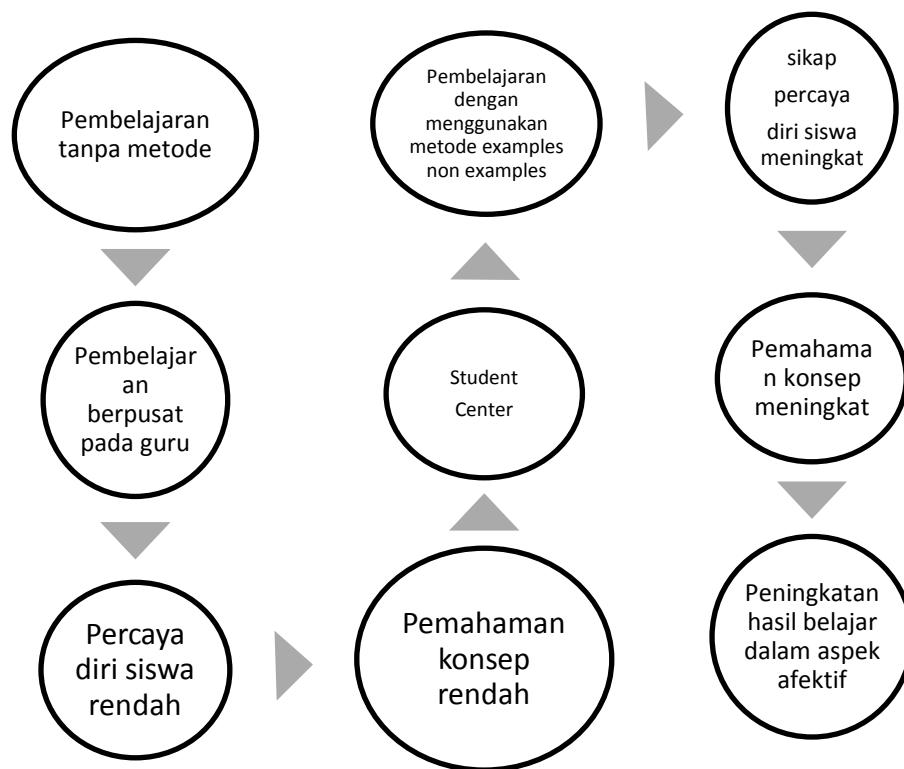 Pembelajaran
tanpa metode
Pembelajar
an
berpusat
pada guru
Percaya
diri siswa
rendah
Pemahaman
konsep
rendah
Student
Center
Pembelajaran
dengan
menggunakan
metode examples
non examples
sikap
percaya
diri siswa
meningkat
Pemahama
n konsep
meningkat
Peningkatan
hasil belajar
dalam aspek
afektif